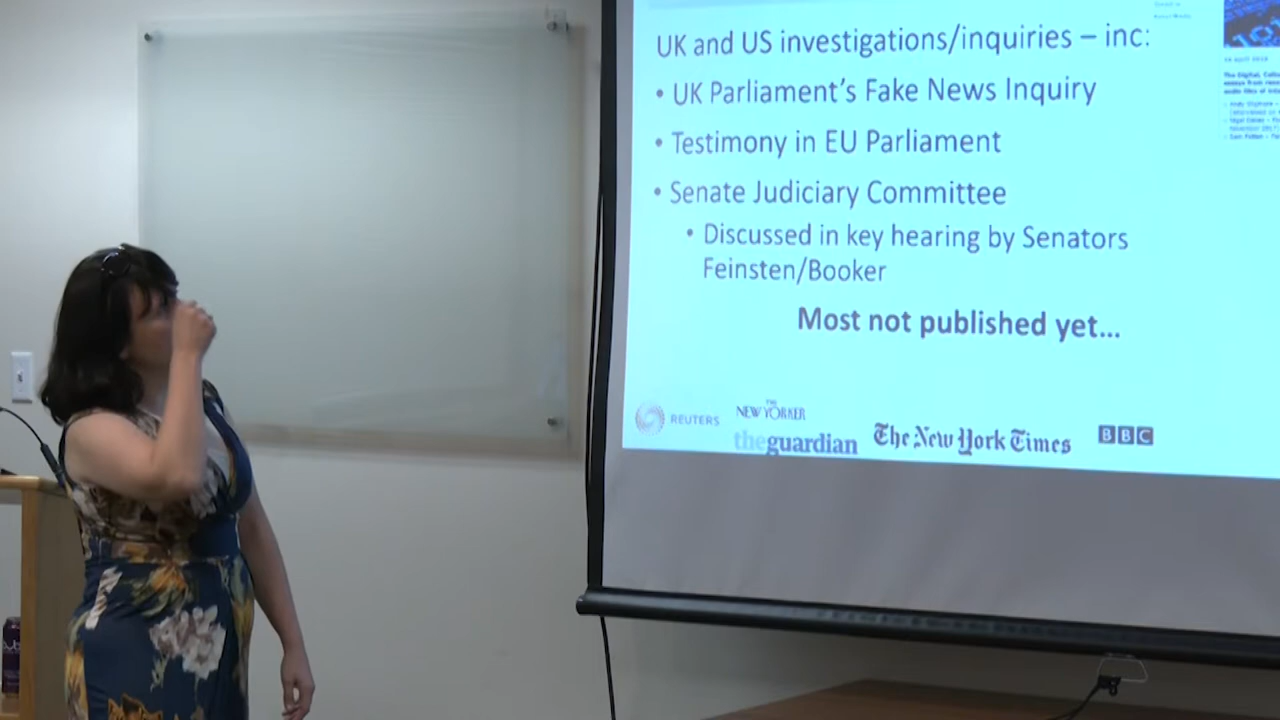 UK and US investigations/inquiries – inc:
• UK Parliament's Fake News Inquiry
• Testimony in EU Parliament
• Senate Judiciary Committee
• Discussed in key hearing by Senators
Feinsten/Booker
Most not published yet...
REUTERS
THE
NEW YORKER
theguardian
The New York Times
BBC